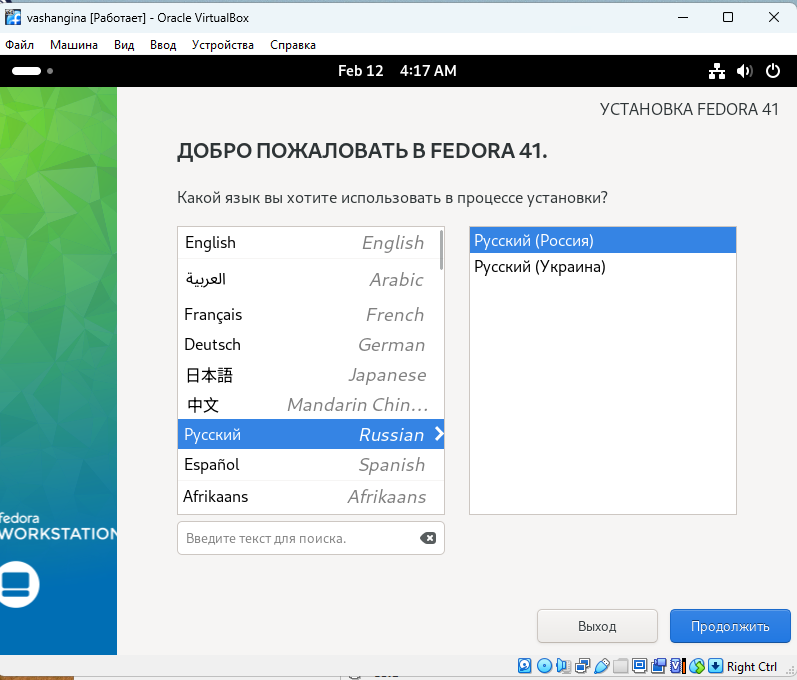 vashangina [Работает] - Oracle VirtualBox
Файл Машина Вид Ввод Устройства Справка
Feb 12 4:17 AM
УСТАНОВКА FEDORA 41
ДОБРО ПОЖАЛОВАТЬ В FEDORA 41.
Какой язык вы хотите использовать в процессе установки?
English English
العربية Arabic
Français French
Deutsch German
日本語 Japanese
中文 Mandarin Chin...
Русский Russian
Español Spanish
Afrikaans Afrikaans
Русский (Россия)
Русский (Украина)
Введите текст для поиска.
fedora
WORKSTATION
Выход Продолжить
Right Ctrl